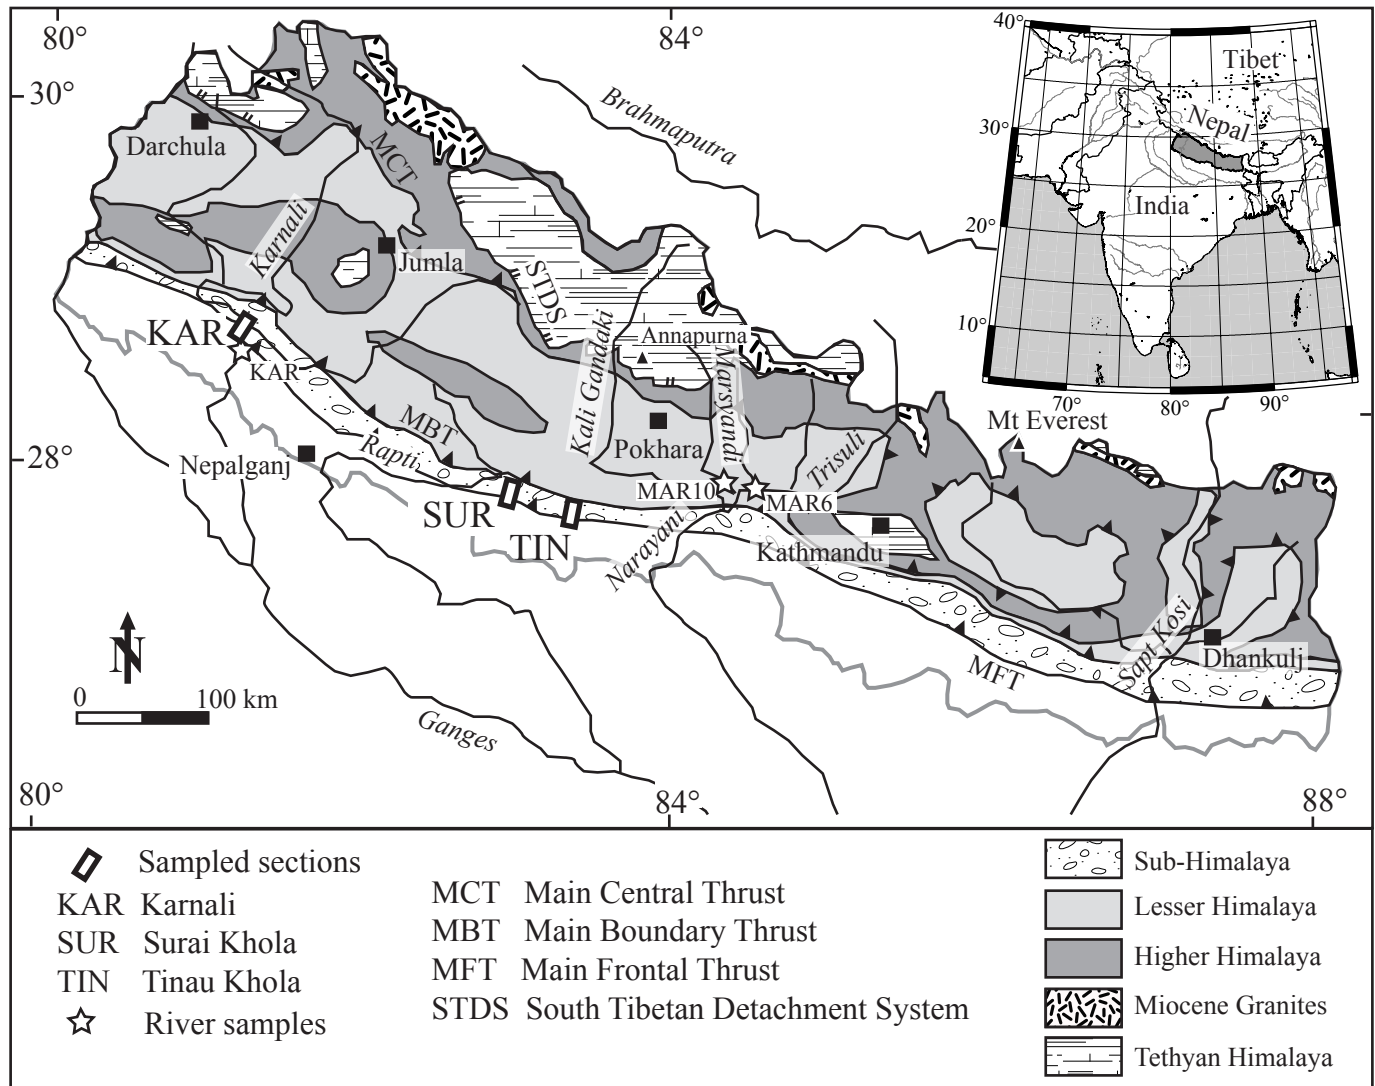 80°
84°
40°
30°
Tibet
Brahmaputra
Nepal
30°
Darchula
MCT
India
20°
Karnali
Jumla
STDS
10°
KAR
Kali Gandaki
Annapurna
Marsyandi
KAR
70°
80°
90°
Mt Everest
MBT
Rapti
Pokhara
Trisuli
28°
Nepalganj
MAR10
MAR6
SUR
TIN
Narayani
Kathmandu
N
Sapt Kosi
Dhankulj
MFT
0
100 km
Ganges
80°
84°
88°
Sampled sections
KAR Karnali
SUR Surai Khola
TIN Tinau Khola
River samples
MCT Main Central Thrust
MBT Main Boundary Thrust
MFT Main Frontal Thrust
STDS South Tibetan Detachment System
Sub-Himalaya
Lesser Himalaya
Higher Himalaya
Miocene Granites
Tethyan Himalaya